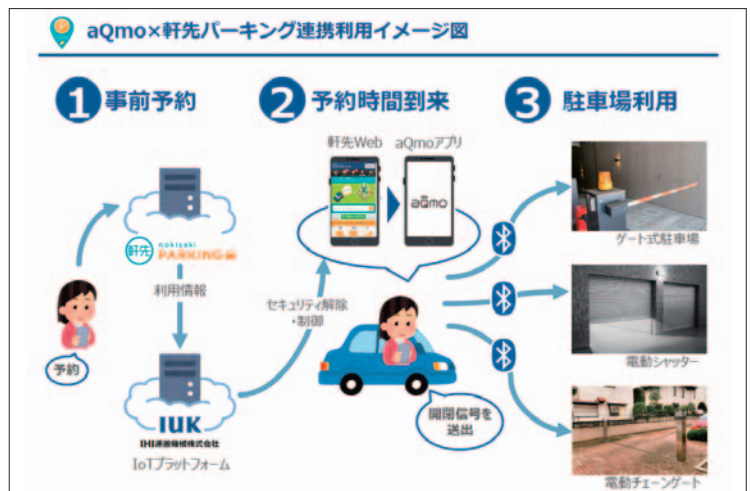 aQmo×軒先パーキング連携利用イメージ図
1 事前予約
2 予約時間到来
3 駐車場利用
軒先Web
aQmoアプリ
aQmo
ゲート式駐車場
軒先
nokisaki
PARKING
利用情報
セキュリティ解除
・制御
予約
電動シャッター
IUK
IHI運搬機械株式会社
IoTプラットフォーム
開閉信号を
送出
電動チェーンゲート